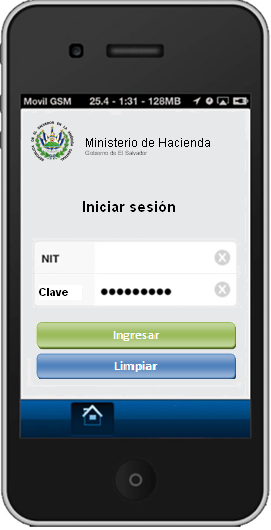 Movil GSM 25.4 - 1:31 - 128MB
Ministerio de Hacienda
Gobierno de El Salvador
Iniciar sesión
NIT
Clave
Ingresar
Limpiar